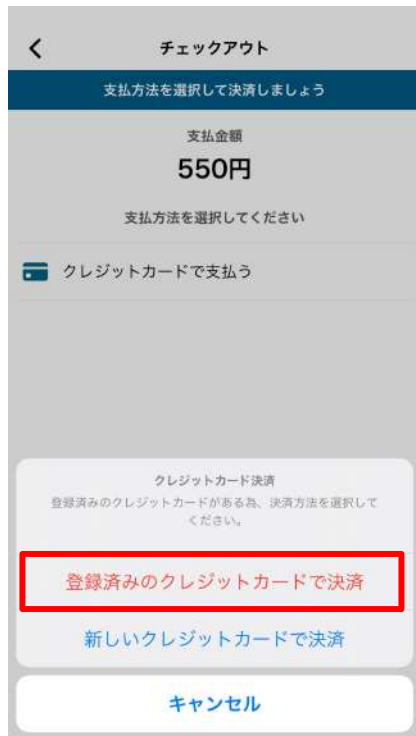 チェックアウト
支払方法を選択して決済しましょう
支払金額
550円
支払方法を選択してください
クレジットカードで支払う
クレジットカード決済
登録済みのクレジットカードがある為、決済方法を選択して
ください。
登録済みのクレジットカードで決済
新しいクレジットカードで決済
キャンセル